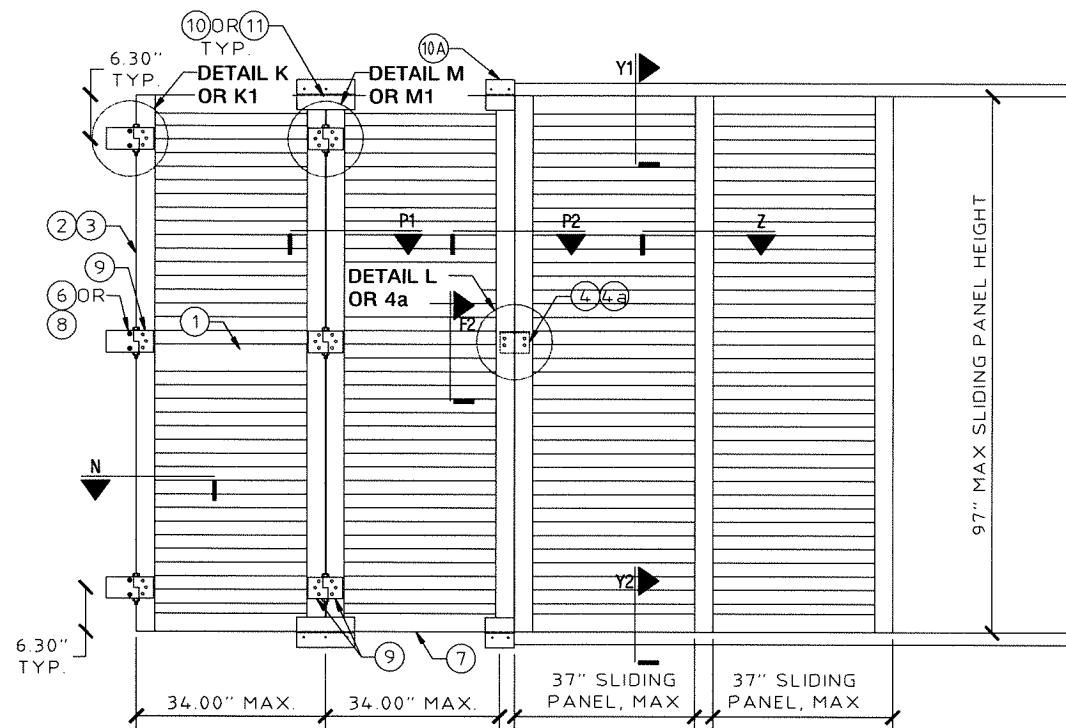 10 OR 11
TYP.
10A
6.30"
TYP.
DETAIL K
OR K1
DETAIL M
OR M1
Y1
2 3
P1
P2
Z
9
6 OR
8
1
DETAIL L
OR 4a
F2
4 4a
97" MAX SLIDING PANEL HEIGHT
N
Y2
6.30"
TYP.
9
7
34.00" MAX.
34.00" MAX.
37" SLIDING
PANEL, MAX
37" SLIDING
PANEL, MAX